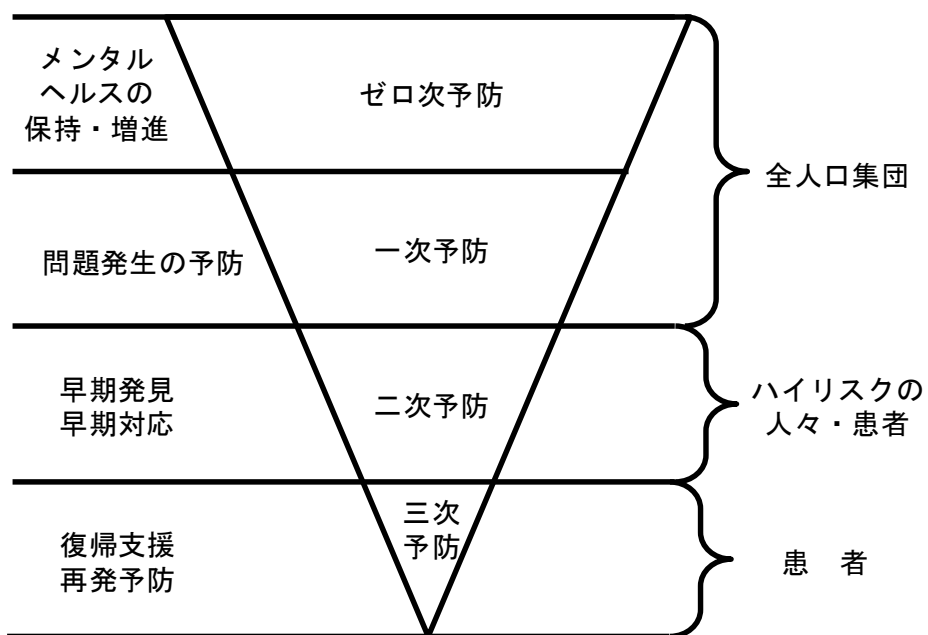 メンタル
ヘルスの
保持・増進
ゼロ次予防
全人口集団
問題発生の予防
一次予防
早期発見
早期対応
二次予防
ハイリスクの
人々・患者
復帰支援
再発予防
三次
予防
患　者